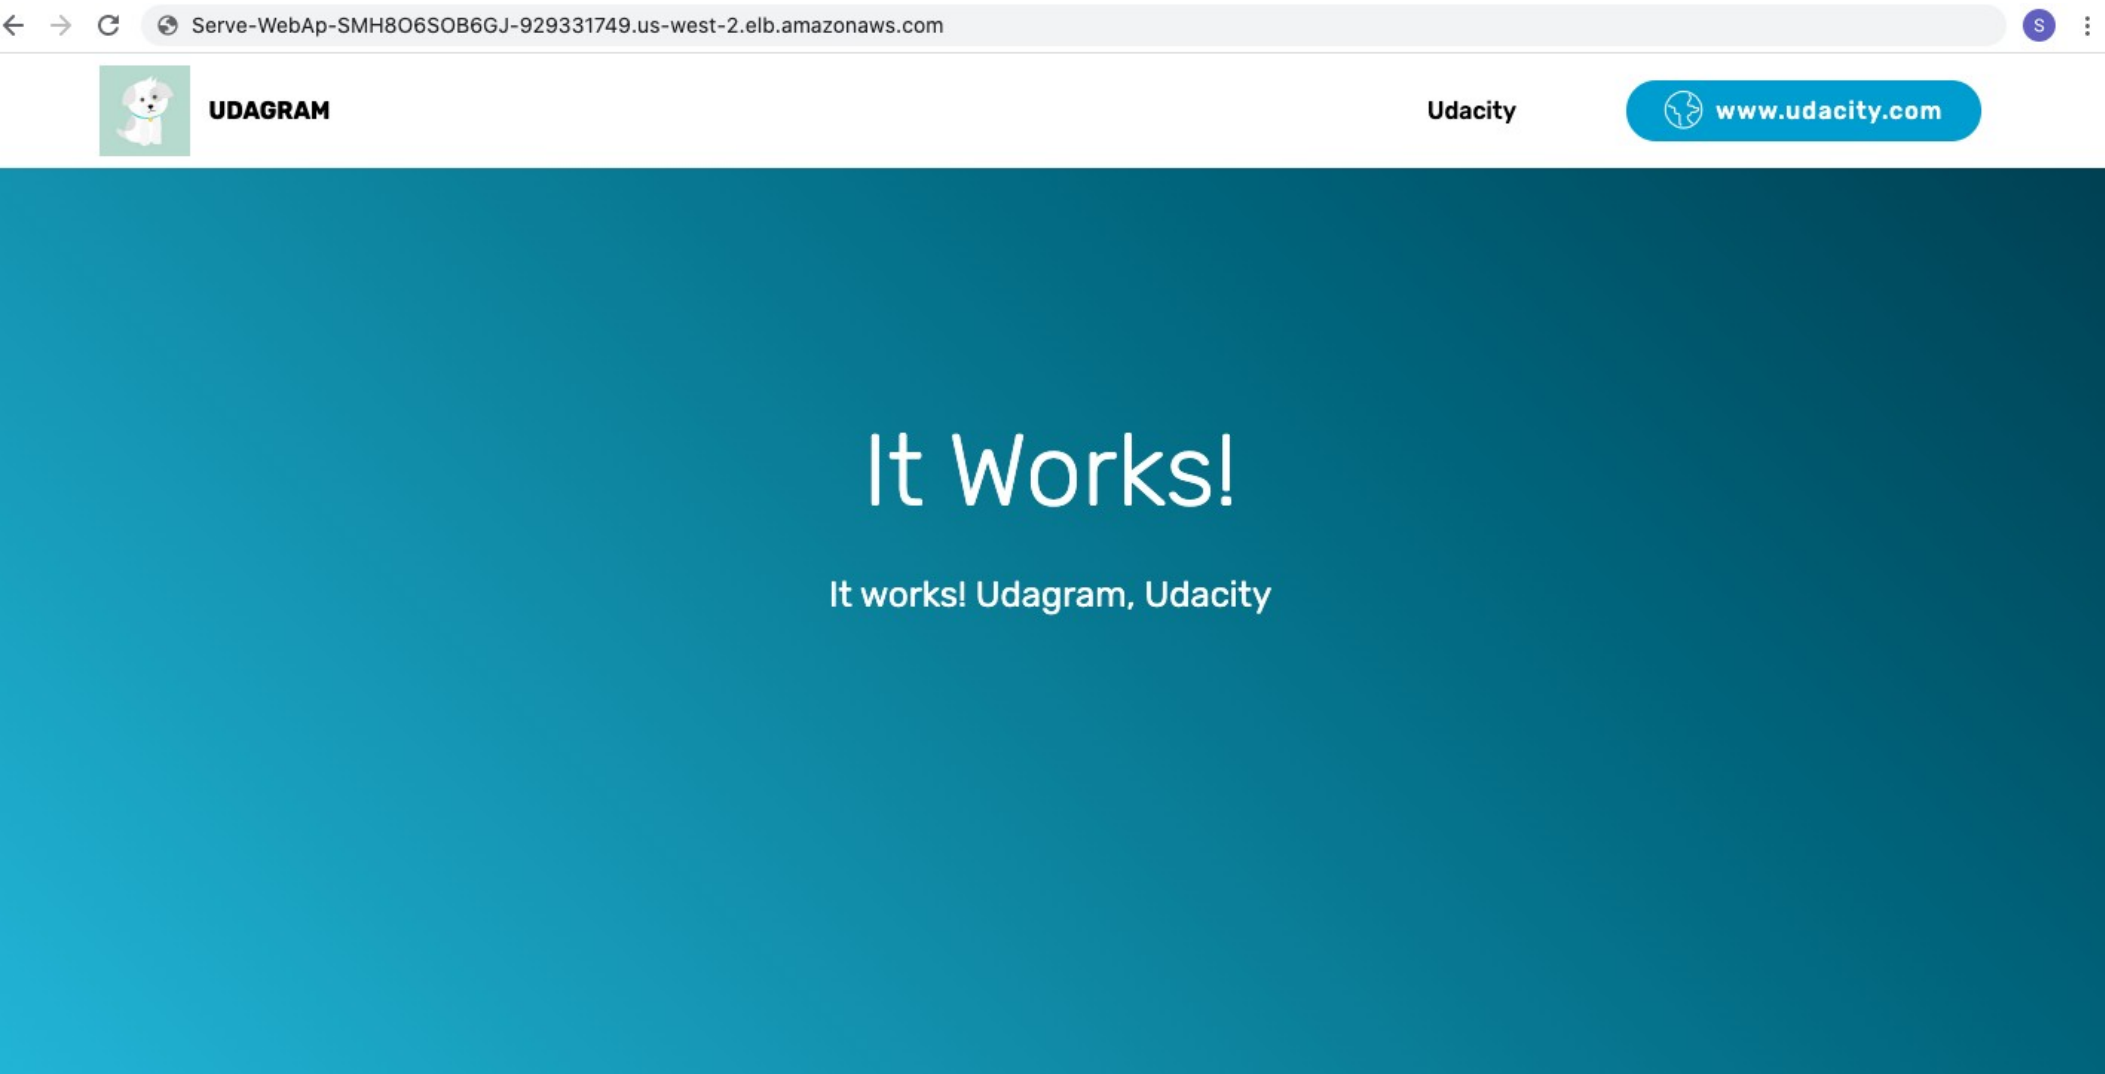 Serve-WebAp-SMH8O6SOB6GJ-929331749.us-west-2.elb.amazonaws.com
S
UDAGRAM
Udacity
www.udacity.com
It Works!
It works! Udagram, Udacity